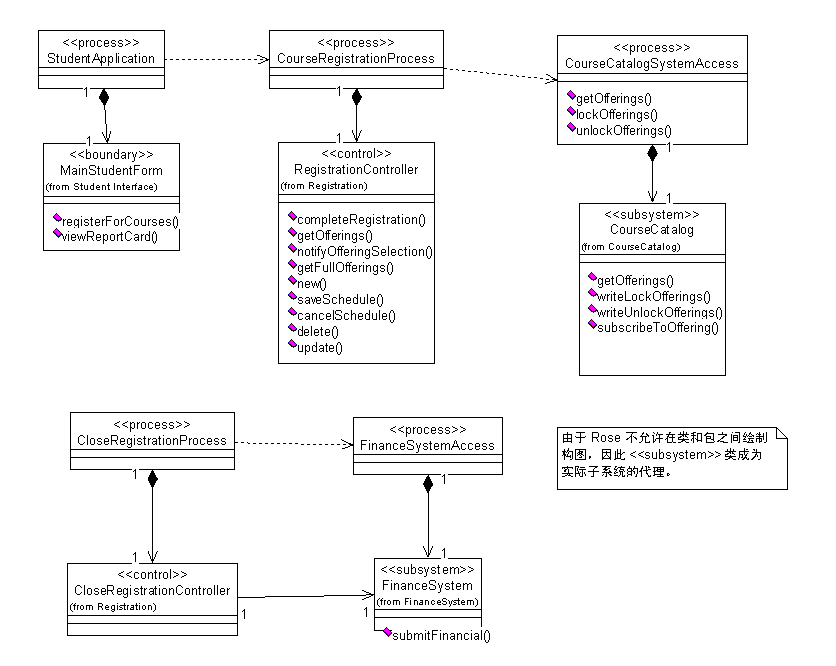 <<process>>
StudentApplication
1
1
<<boundary>>
MainStudentForm
(from Student Interface)
registerForCourses()
viewReportCard()
<<process>>
CourseRegistrationProcess
1
1
<<control>>
RegistrationController
(from Registration)
completeRegistration()
getOfferings()
notifyOfferingSelection()
getFullOfferings()
new()
saveSchedule()
cancelSchedule()
delete()
update()
<<process>>
CourseCatalogSystemAccess
getOfferings()
lockOfferings()
unlockOfferings()
1
1
<<subsystem>>
CourseCatalog
(from CourseCatalog)
getOfferings()
writeLockOfferings()
writeUnlockOfferings()
subscribeToOffering()
<<process>>
CloseRegistrationProcess
1
1
<<control>>
CloseRegistrationController
(from Registration)
1
<<process>>
FinanceSystemAccess
1
1
<<subsystem>>
FinanceSystem
(from FinanceSystem)
1
submitFinancial()
由于 Rose 不允许在类和包之间绘制
构图，因此 <<subsystem>> 类成为
实际子系统的代理。